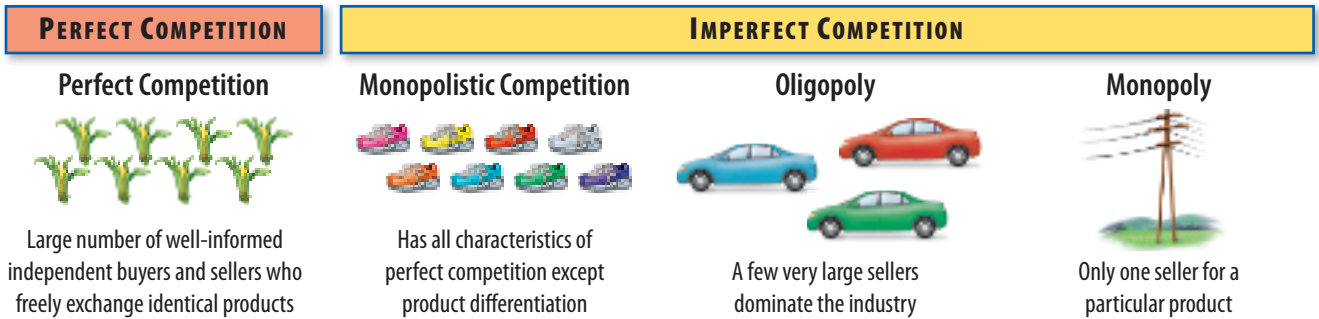 PERFECT COMPETITION
IMPERFECT COMPETITION
Perfect Competition
Large number of well-informed
independent buyers and sellers who
freely exchange identical products
Monopolistic Competition
Has all characteristics of
perfect competition except
product differentiation
Oligopoly
A few very large sellers
dominate the industry
Monopoly
Only one seller for a
particular product